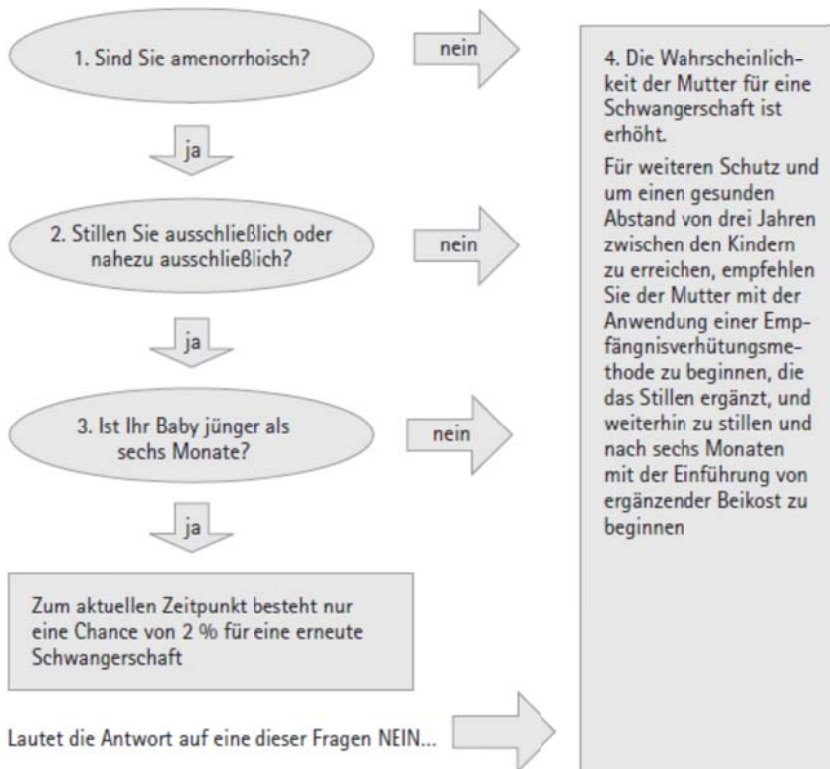 1. Sind Sie amenorrhoisch?
nein
ja
2. Stillen Sie ausschließlich oder
nahezu ausschließlich?
nein
ja
3. Ist Ihr Baby jünger als
sechs Monate?
nein
ja
Zum aktuellen Zeitpunkt besteht nur
eine Chance von 2 % für eine erneute
Schwangerschaft
Lautet die Antwort auf eine dieser Fragen NEIN...
4. Die Wahrscheinlich-
keit der Mutter für eine
Schwangerschaft ist
erhöht.
Für weiteren Schutz und
um einen gesunden
Abstand von drei Jahren
zwischen den Kindern
zu erreichen, empfehlen
Sie der Mutter mit der
Anwendung einer Emp-
fängnisverhütungsme-
thode zu beginnen, die
das Stillen ergänzt, und
weiterhin zu stillen und
nach sechs Monaten
mit der Einführung von
ergänzender Beikost zu
beginnen